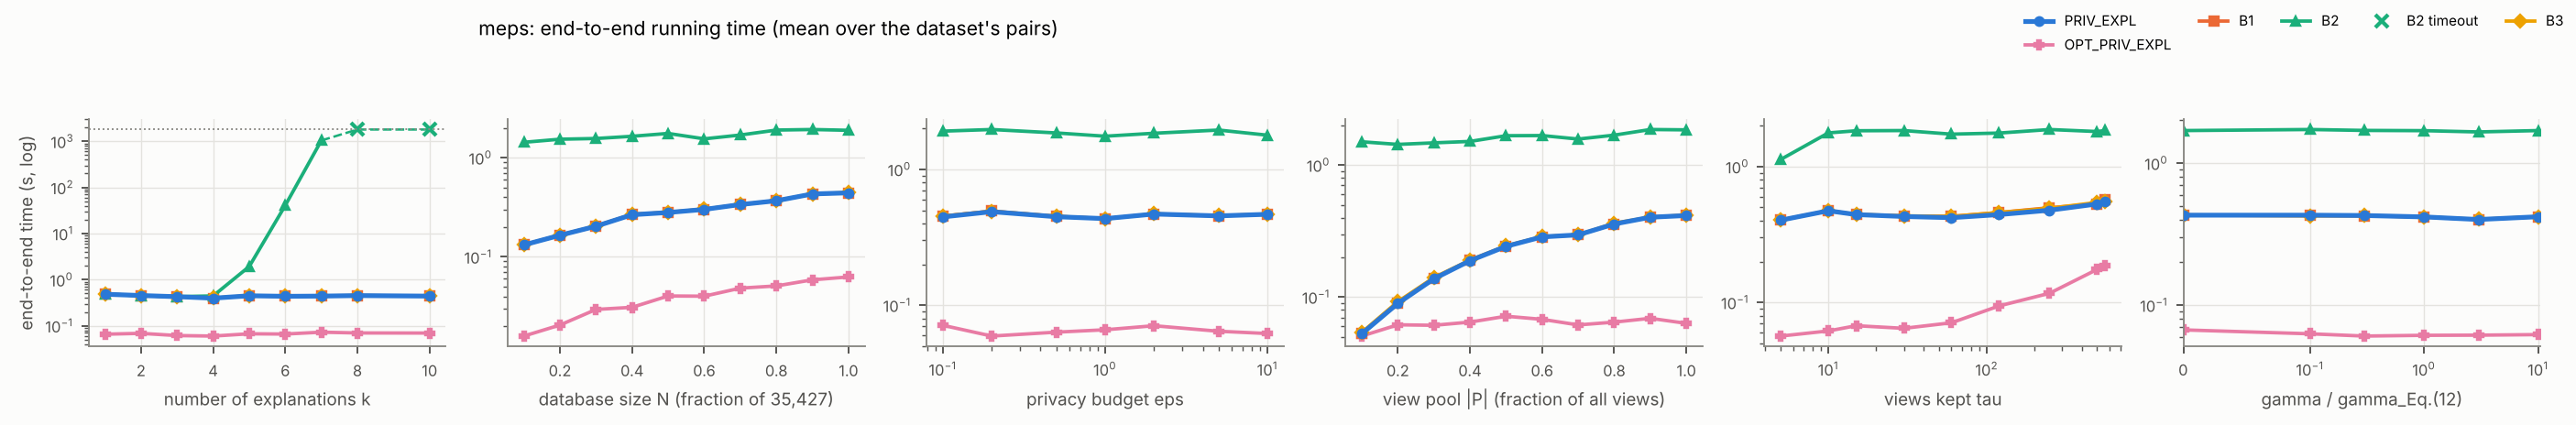 meps: end-to-end running time (mean over the dataset's pairs)
PRIV_EXPL B1 B2 B2 timeout B3
OPT_PRIV_EXPL
end-to-end time (s, log)
10³
10²
10¹
10⁰
10⁻¹
2 4 6 8 10
number of explanations k
10⁰
10⁻¹
0.2 0.4 0.6 0.8 1.0
database size N (fraction of 35,427)
10⁰
10⁻¹
10⁻¹ 10⁰ 10¹
privacy budget eps
10⁰
10⁻¹
0.2 0.4 0.6 0.8 1.0
view pool |P| (fraction of all views)
10⁰
10⁻¹
10¹ 10²
views kept tau
10⁰
10⁻¹
0 10⁻¹ 10⁰ 10¹
gamma / gamma_Eq.(12)